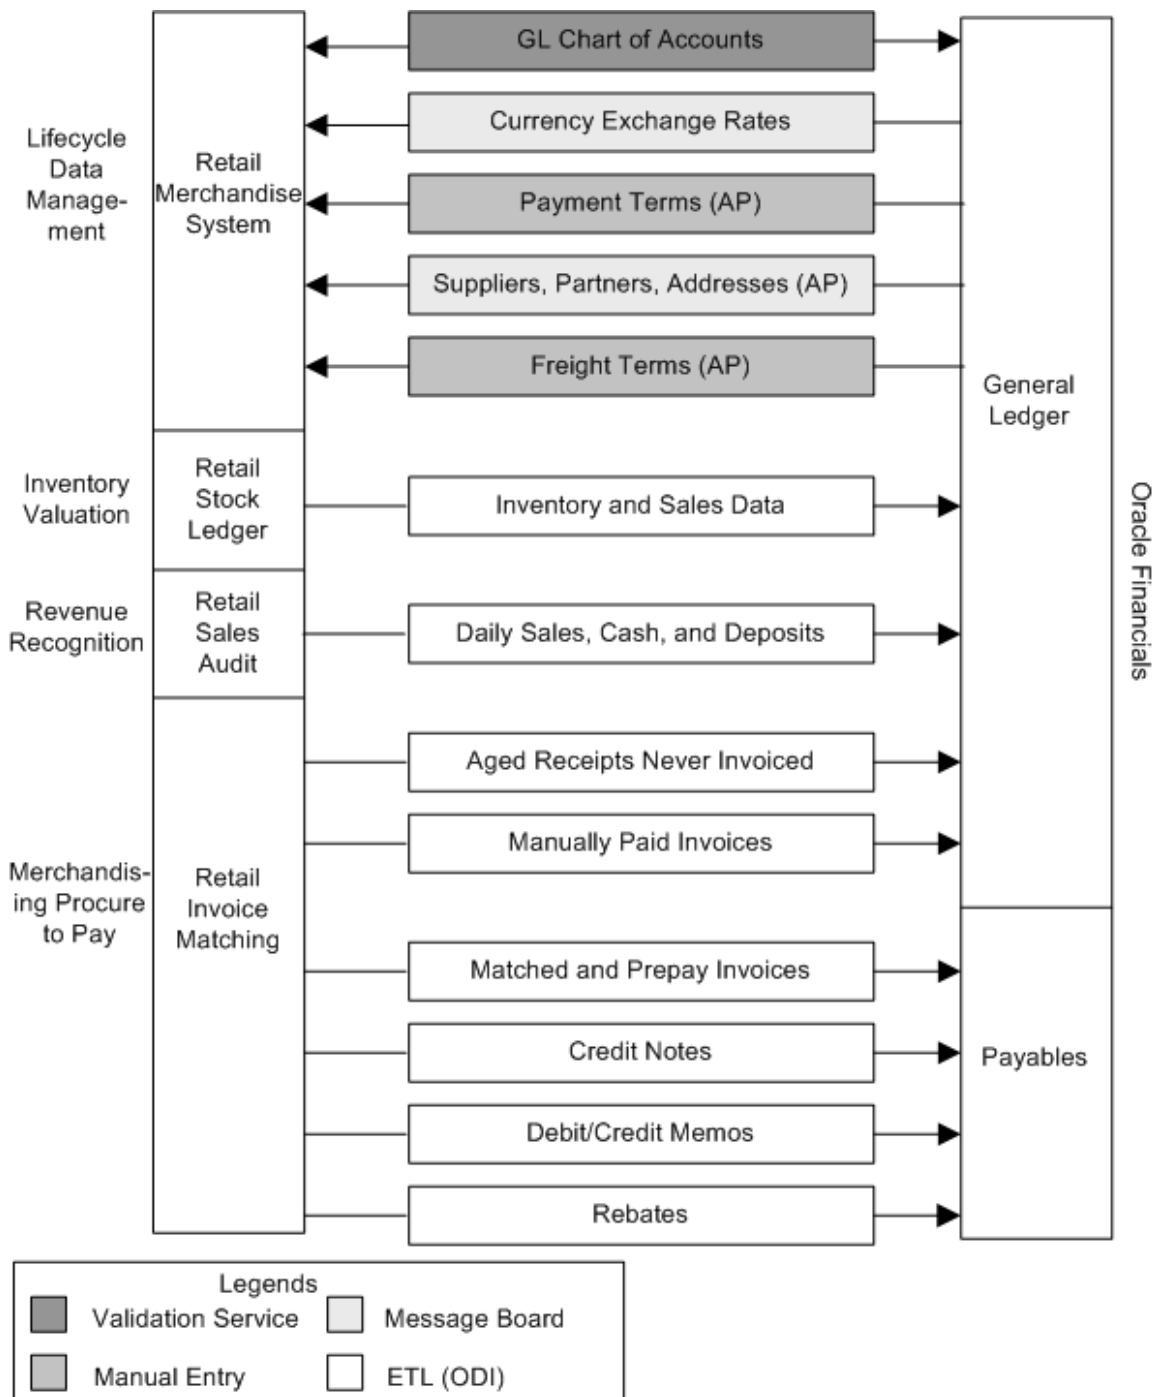 GL Chart of Accounts
Currency Exchange Rates
Payment Terms (AP)
Suppliers, Partners, Addresses (AP)
Freight Terms (AP)
Lifecycle
Data
Manage-
ment
Retail
Merchandise
System
General
Ledger
Oracle Financials
Inventory
Valuation
Retail
Stock
Ledger
Inventory and Sales Data
Revenue
Recognition
Retail
Sales
Audit
Daily Sales, Cash, and Deposits
Aged Receipts Never Invoiced
Manually Paid Invoices
Merchandis-
ing Procure
to Pay
Retail
Invoice
Matching
Matched and Prepay Invoices
Credit Notes
Debit/Credit Memos
Rebates
Payables
Legends
Validation Service
Message Board
Manual Entry
ETL (ODI)